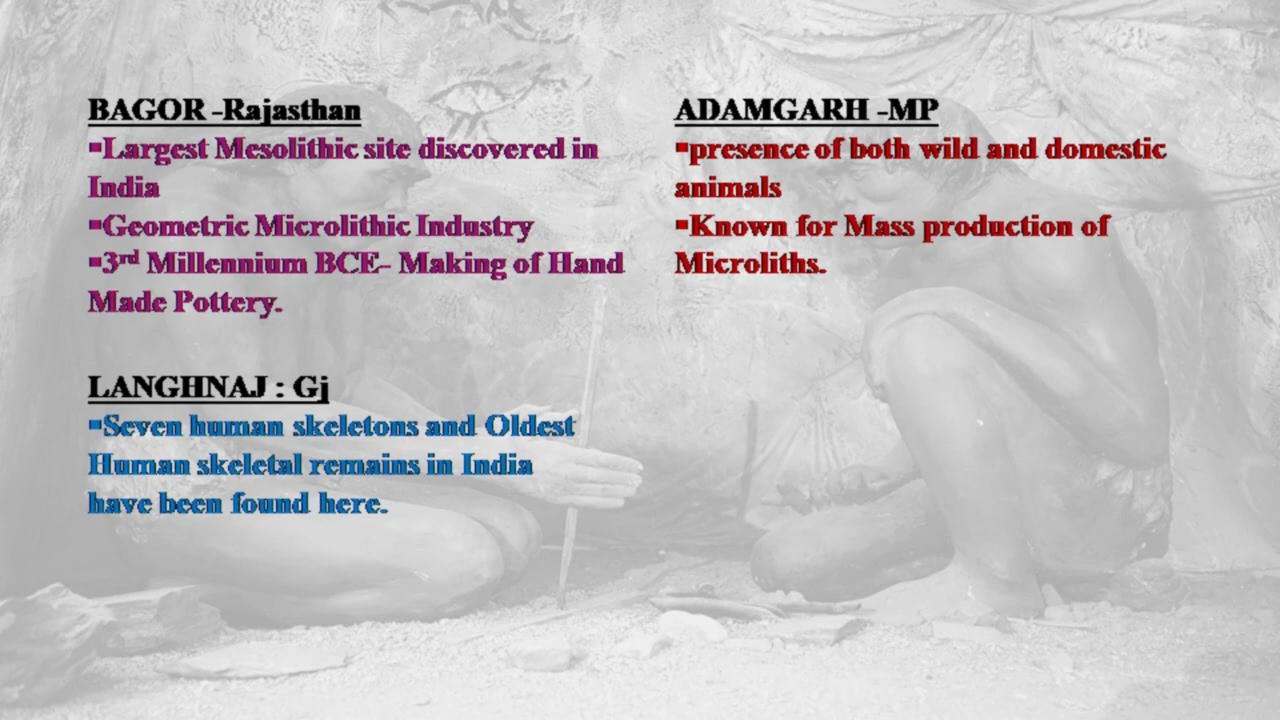 BAGOR -Rajasthan
▪Largest Mesolithic site discovered in
India
▪Geometric Microlithic Industry
▪3rd Millennium BCE- Making of Hand
Made Pottery.
LANGHNAJ : Gj
▪Seven human skeletons and Oldest
Human skeletal remains in India
have been found here.
ADAMGARH -MP
▪presence of both wild and domestic
animals
▪Known for Mass production of
Microliths.